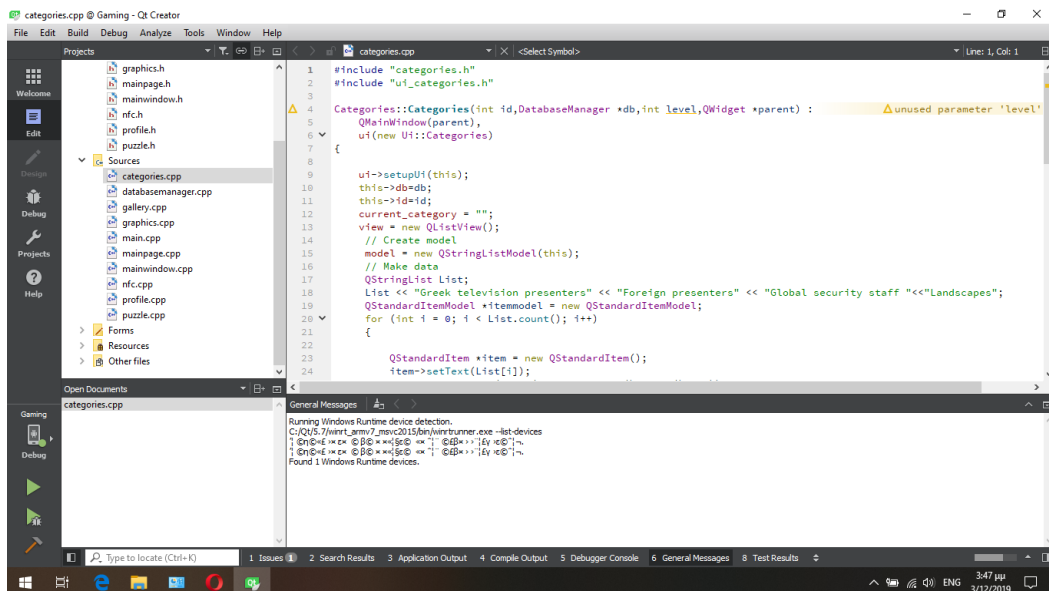 categories.cpp @ Gaming - Qt Creator
File Edit Build Debug Analyze Tools Window Help
Projects
categories.cpp
<Select Symbol>
Line: 1, Col: 1
Welcome
Edit
Design
Debug
Projects
Help
graphics.h
mainpage.h
mainwindow.h
nfc.h
profile.h
puzzle.h
Sources
categories.cpp
databasemanager.cpp
gallery.cpp
graphics.cpp
main.cpp
mainpage.cpp
mainwindow.cpp
nfc.cpp
profile.cpp
puzzle.cpp
Forms
Resources
Other files
1 #include "categories.h"
2 #include "ui_categories.h"
3
4 Categories::Categories(int id,DatabaseManager *db,int level,QWidget *parent) : unused parameter 'level'
5 QMainWindow(parent),
6 ui(new Ui::Categories)
7 {
8
9 ui->setupUi(this);
10 this->db=db;
11 this->id=id;
12 current_category = "";
13 view = new QListView();
14 // Create model
15 model = new QStringListModel(this);
16 // Make data
17 QStringList List;
18 List << "Greek television presenters" << "Foreign presenters" << "Global security staff "<<"Landscapes";
19 QStandardItemModel *itemmodel = new QStandardItemModel;
20 for (int i = 0; i < List.count(); i++)
21 {
22
23 QStandardItem *item = new QStandardItem();
24 item->setText(List[i]);
Open Documents
categories.cpp
Gaming
Debug
General Messages
Running Windows Runtime device detection.
C:/Qt/5.7/winrt_armv7_msvc2015/bin/winrtrunner.exe --list-devices
Found 1 Windows Runtime devices.
Type to locate (Ctrl+K)
1 Issues 1 2 Search Results 3 Application Output 4 Compile Output 5 Debugger Console 6 General Messages 8 Test Results
ENG
3:47 μμ
3/12/2019